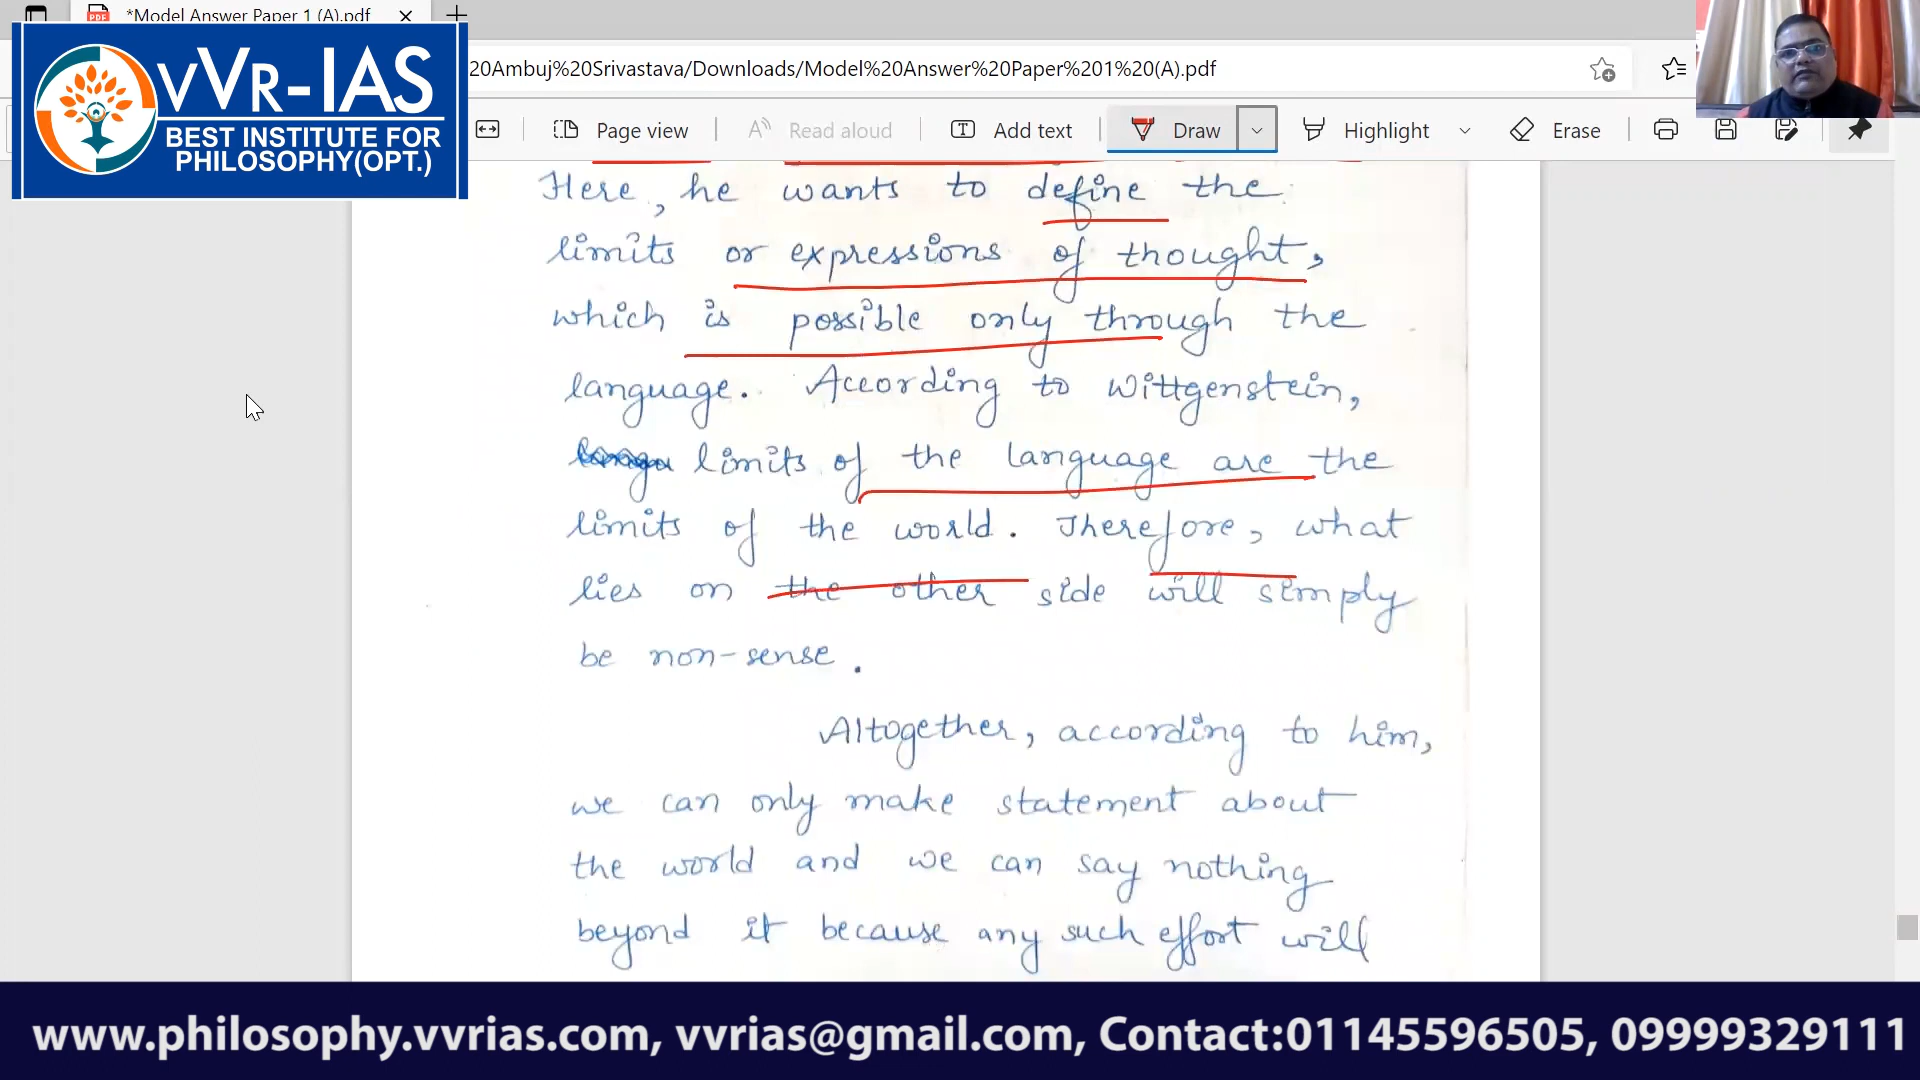 *Model Answer Paper 1 (A).pdf
vVR-IAS
BEST INSTITUTE FOR
PHILOSOPHY(OPT.)
20Ambuj%20Srivastava/Downloads/Model%20Answer%20Paper%201%20(A).pdf
Page view
Read aloud
Add text
Draw
Highlight
Erase
Here, he wants to define the
limits or expressions of thought,
which is possible only through the
language. According to Wittgenstein,
limits of the language are the
limits of the world. Therefore, what
lies on the other side will simply
be non-sense.
Altogether, according to him,
we can only make statement about
the world and we can say nothing
beyond it because any such effort will
www.philosophy.vvrias.com, vvrias@gmail.com, Contact:01145596505, 09999329111